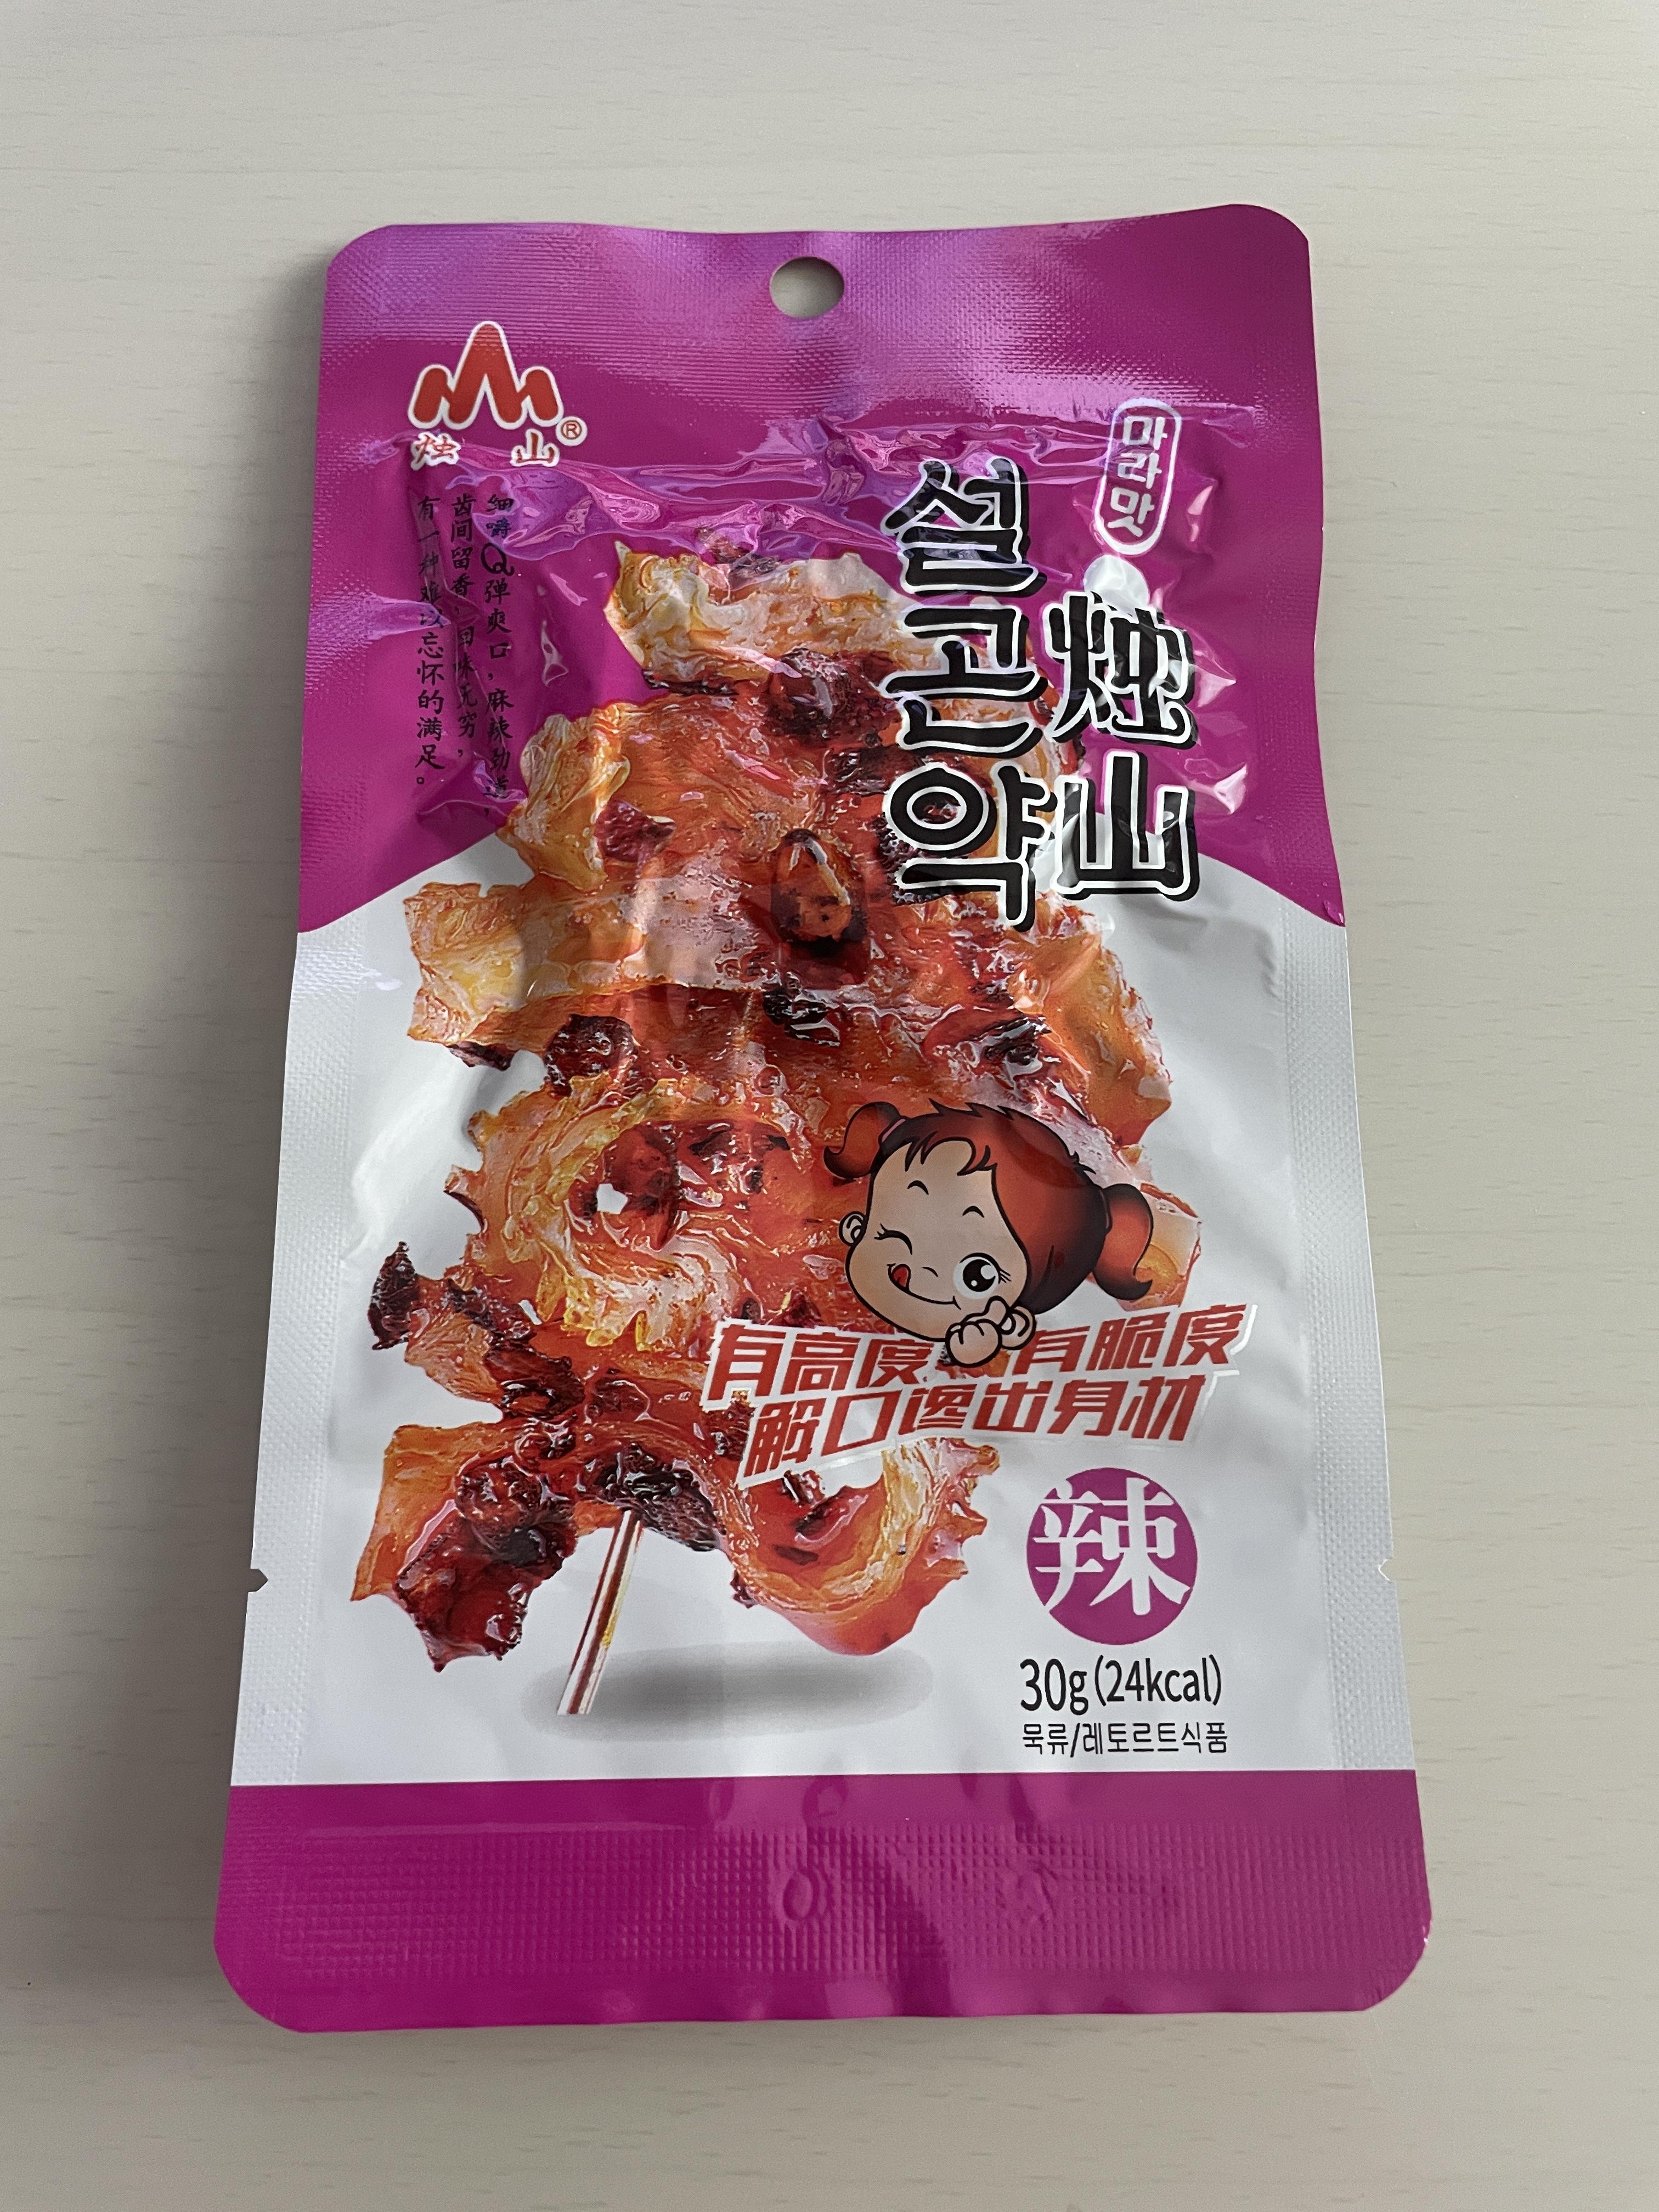 烛山®
细嚼Q弹爽口，麻辣劲道，
齿间留香，回味无穷，
有一种难以忘怀的满足。
마라맛
烛山
설곤약
有高度 有脆度
解口馋出身材
辣
30g(24kcal)
묵류/레토르트식품